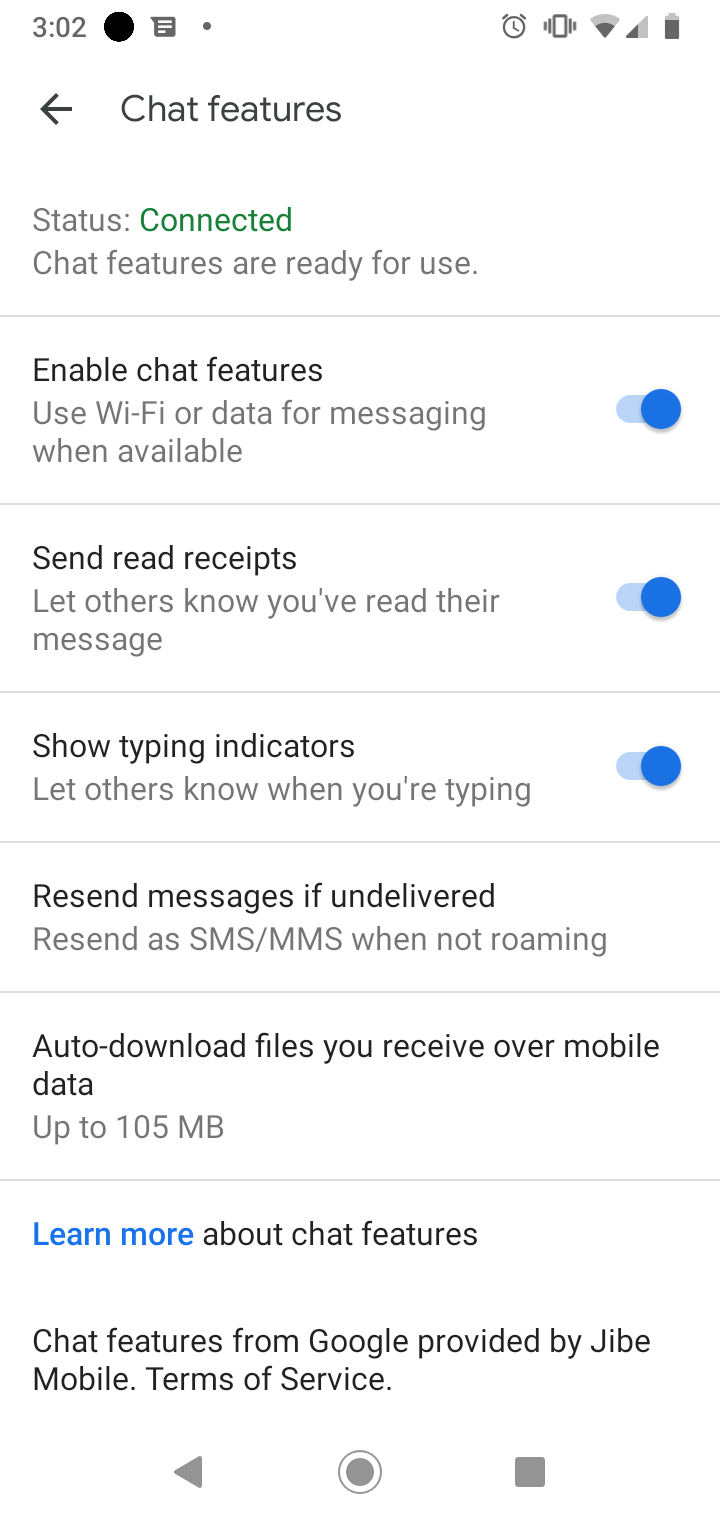 3:02
Chat features
Status: Connected
Chat features are ready for use.
Enable chat features
Use Wi-Fi or data for messaging
when available
Send read receipts
Let others know you've read their
message
Show typing indicators
Let others know when you're typing
Resend messages if undelivered
Resend as SMS/MMS when not roaming
Auto-download files you receive over mobile
data
Up to 105 MB
Learn more about chat features
Chat features from Google provided by Jibe
Mobile. Terms of Service.